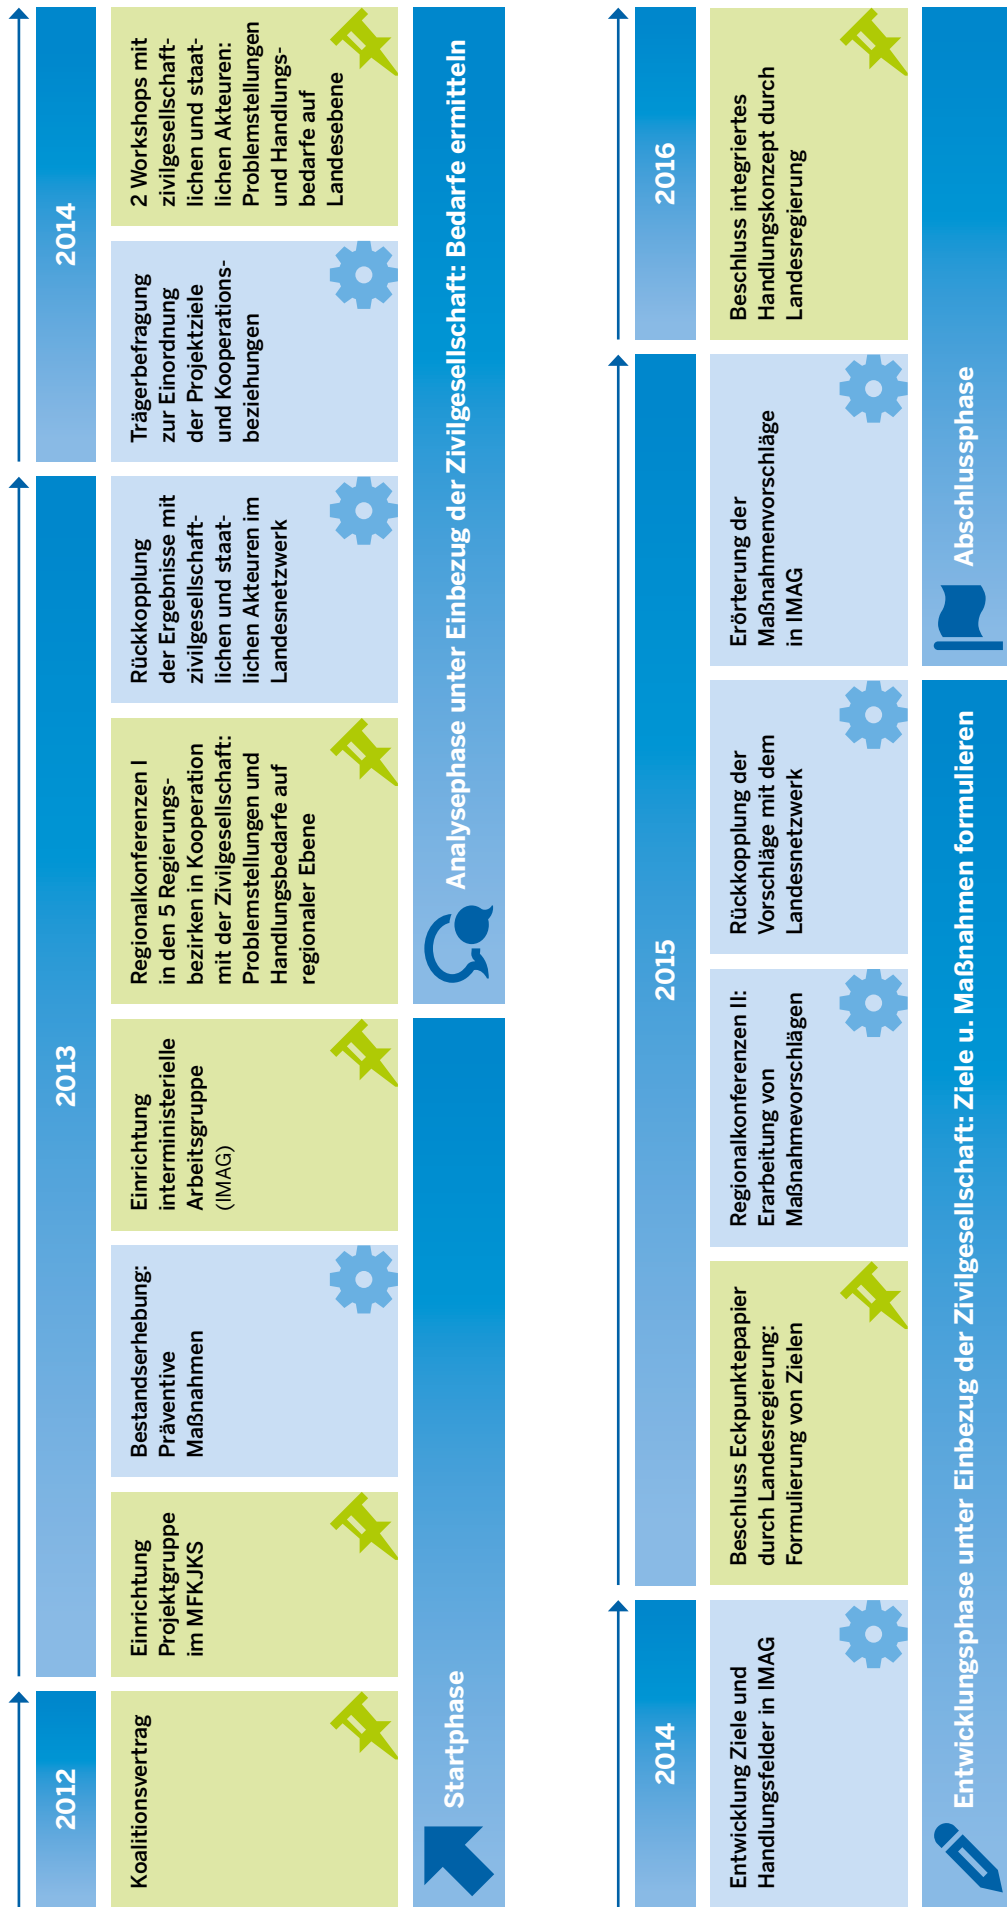 2012
2013
2014
Koalitionsvertrag
Einrichtung
Projektgruppe
im MFKJKS
Bestandserhebung:
Präventive
Maßnahmen
Einrichtung
interministerielle
Arbeitsgruppe
(IMAG)
Regionalkonferenzen I
in den 5 Regierungs-
bezirken in Kooperation
mit der Zivilgesellschaft:
Problemstellungen und
Handlungsbedarfe auf
regionaler Ebene
Rückkopplung
der Ergebnisse mit
zivilgesellschaft-
lichen und staat-
lichen Akteuren im
Landesnetzwerk
Trägerbefragung
zur Einordnung
der Projektziele
und Kooperations-
beziehungen
2 Workshops mit
zivilgesellschaft-
lichen und staat-
lichen Akteuren:
Problemstellungen
und Handlungs-
bedarfe auf
Landesebene
Startphase
Analysephase unter Einbezug der Zivilgesellschaft: Bedarfe ermitteln
2014
2015
2016
Entwicklung Ziele und
Handlungsfelder in IMAG
Beschluss Eckpunktepapier
durch Landesregierung:
Formulierung von Zielen
Regionalkonferenzen II:
Erarbeitung von
Maßnahmevorschlägen
Rückkopplung der
Vorschläge mit dem
Landesnetzwerk
Erörterung der
Maßnahmenvorschläge
in IMAG
Beschluss integriertes
Handlungskonzept durch
Landesregierung
Entwicklungsphase unter Einbezug der Zivilgesellschaft: Ziele u. Maßnahmen formulieren
Abschlussphase